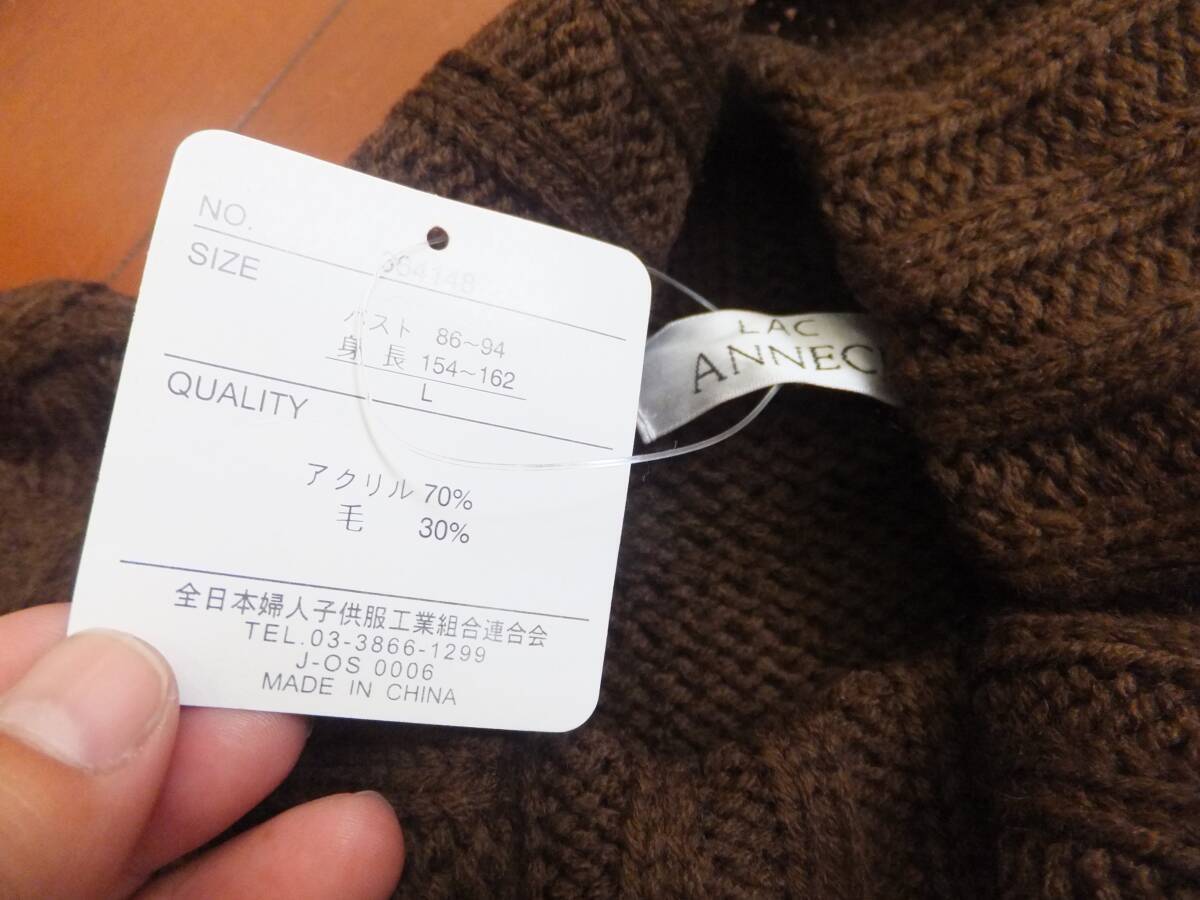 NO.
364148
SIZE
バスト 86~94
身 長 154~162
L
QUALITY
アクリル 70%
毛 30%
全日本婦人子供服工業組合連合会
TEL.03-3866-1299
J-OS 0006
MADE IN CHINA
LAC
ANNEC